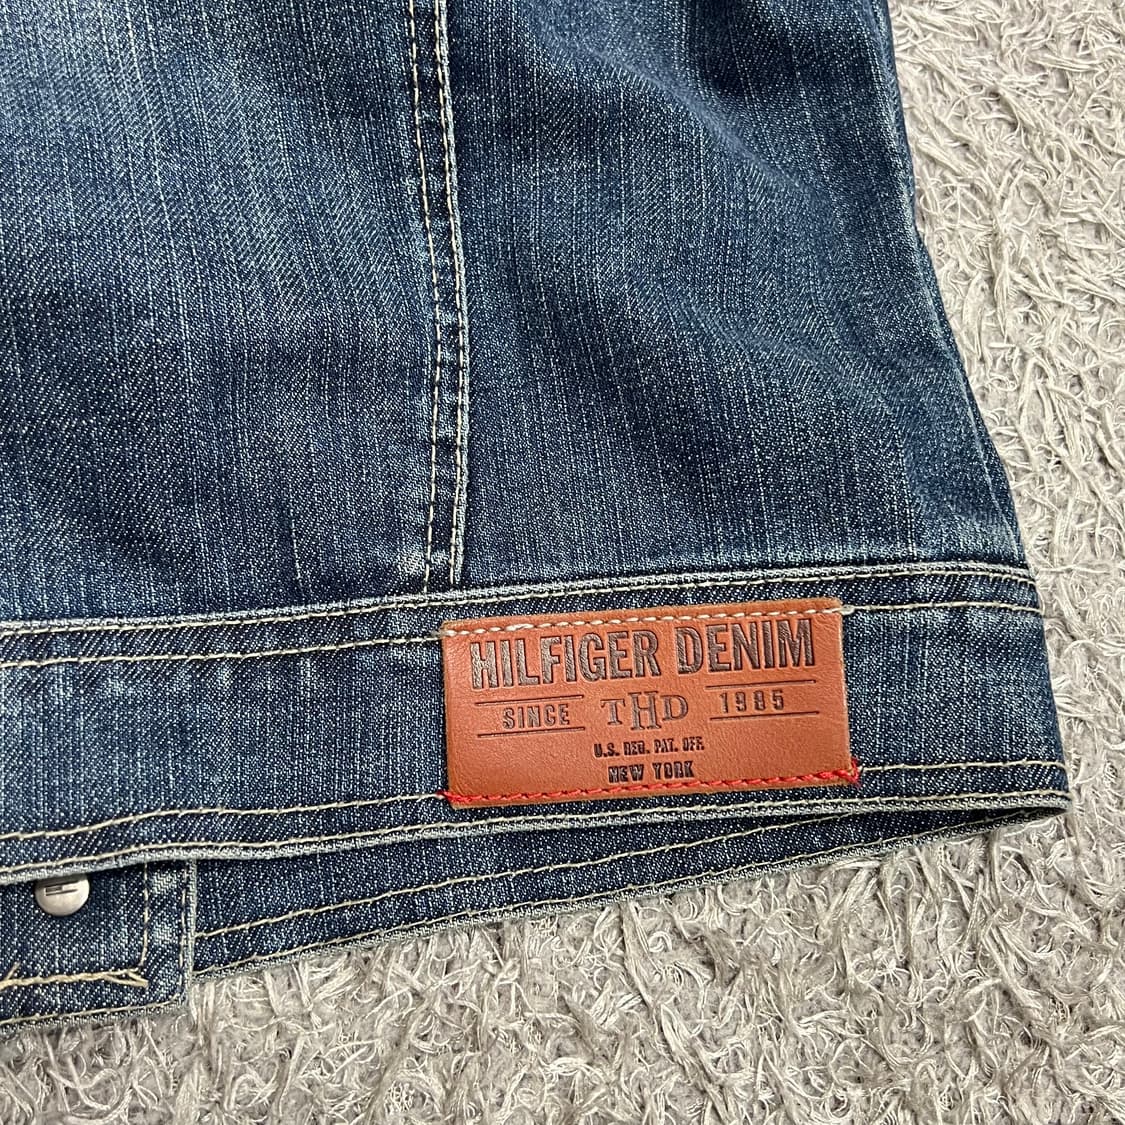 HILFIGER DENIM
SINCE THD 1985
U.S. REG. PAT. OFF.
NEW YORK